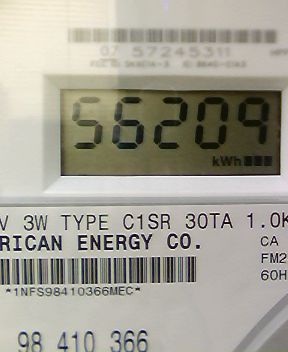 07 57245311
56209
kWh
V 3W TYPE C1SR 30TA 1.0K
RICAN ENERGY CO.
CA
FM2
60H
*1NFS98410366MEC*
98 410 366